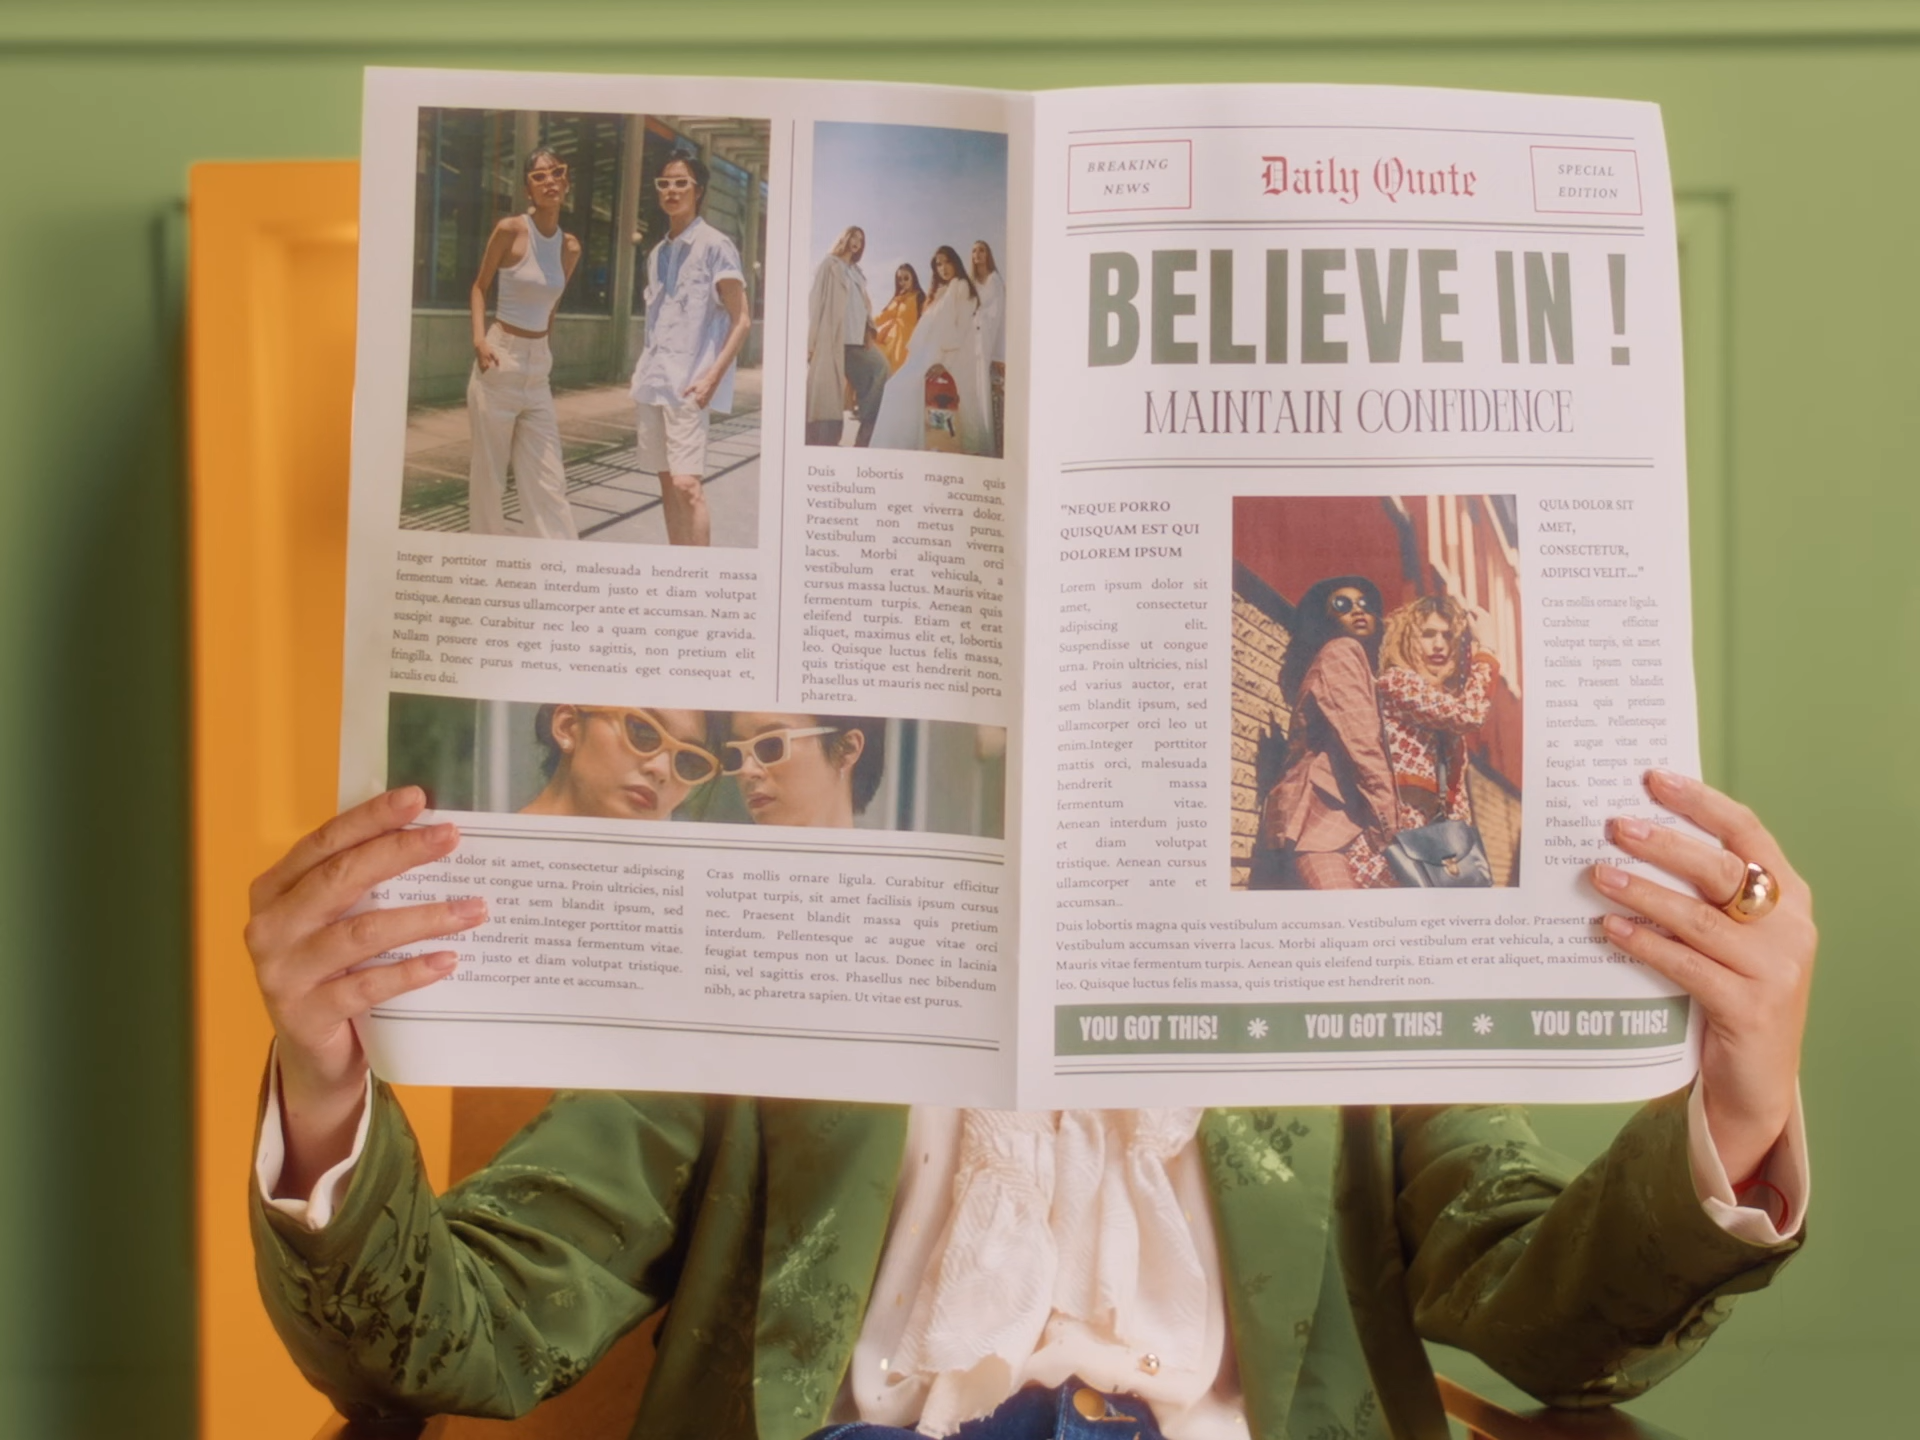 Integer porttitor mattis orci, malesuada hendrerit massa
fermentum vitae. Aenean interdum justo et diam volutpat
tristique. Aenean cursus ullamcorper ante et accumsan. Nam ac
suscipit augue. Curabitur nec leo a quam congue gravida.
Nullam posuere eros eget justo sagittis, non pretium elit
fringilla. Donec purus metus, venenatis eget consequat et,
iaculis eu dui.
Duis lobortis magna quis
vestibulum accumsan.
Vestibulum eget viverra dolor.
Praesent non metus purus.
Vestibulum accumsan viverra
lacus. Morbi aliquam orci
vestibulum erat vehicula, a
cursus massa luctus. Mauris vitae
fermentum turpis. Aenean quis
eleifend turpis. Etiam et erat
aliquet, maximus elit et, lobortis
leo. Quisque luctus felis massa,
quis tristique est hendrerit non.
Phasellus ut mauris nec nisl porta
pharetra.
dolor sit amet, consectetur adipiscing
Suspendisse ut congue urna. Proin ultricies, nisl
sed varius auctor, erat sem blandit ipsum, sed
ut enim.Integer porttitor mattis
hendrerit massa fermentum vitae.
Aenean justo et diam volutpat tristique.
ullamcorper ante et accumsan..
Cras mollis ornare ligula. Curabitur efficitur
volutpat turpis, sit amet facilisis ipsum cursus
nec. Praesent blandit massa quis pretium
interdum. Pellentesque ac augue vitae orci
feugiat tempus non ut lacus. Donec in lacinia
nisi, vel sagittis eros. Phasellus nec bibendum
nibh, ac pharetra sapien. Ut vitae est purus.
BREAKING
NEWS
Daily Quote
SPECIAL
EDITION
BELIEVE IN !
MAINTAIN CONFIDENCE
"NEQUE PORRO
QUISQUAM EST QUI
DOLOREM IPSUM
Lorem ipsum dolor sit
amet, consectetur
adipiscing elit.
Suspendisse ut congue
urna. Proin ultricies, nisl
sed varius auctor, erat
sem blandit ipsum, sed
ullamcorper orci leo ut
enim.Integer porttitor
mattis orci, malesuada
hendrerit massa
fermentum vitae.
Aenean interdum justo
et diam volutpat
tristique. Aenean cursus
ullamcorper ante et
accumsan..
QUIA DOLOR SIT
AMET,
CONSECTETUR,
ADIPISCI VELIT..."
Cras mollis ornare ligula.
Curabitur efficitur
volutpat turpis, sit amet
facilisis ipsum cursus
nec. Praesent blandit
massa quis pretium
interdum. Pellentesque
ac augue vitae orci
feugiat tempus non ut
lacus. Donec in
nisi, vel sagittis
Phasellus bibendum
nibh, ac
Ut vitae est purus.
Duis lobortis magna quis vestibulum accumsan. Vestibulum eget viverra dolor. Praesent
Vestibulum accumsan viverra lacus. Morbi aliquam orci vestibulum erat vehicula, a cursus
Mauris vitae fermentum turpis. Aenean quis eleifend turpis. Etiam et erat aliquet, maximus elit
leo. Quisque luctus felis massa, quis tristique est hendrerit non.
YOU GOT THIS! YOU GOT THIS! YOU GOT THIS!